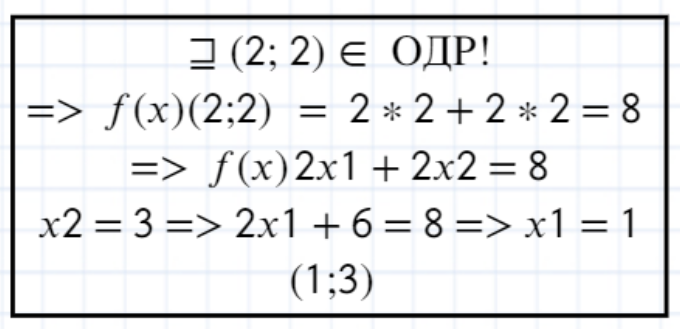 ⊒ (2; 2) ∈ ОДР!
=> f(x)(2;2) = 2 * 2 + 2 * 2 = 8
=> f(x)2x1 + 2x2 = 8
x2 = 3 => 2x1 + 6 = 8 => x1 = 1
(1;3)